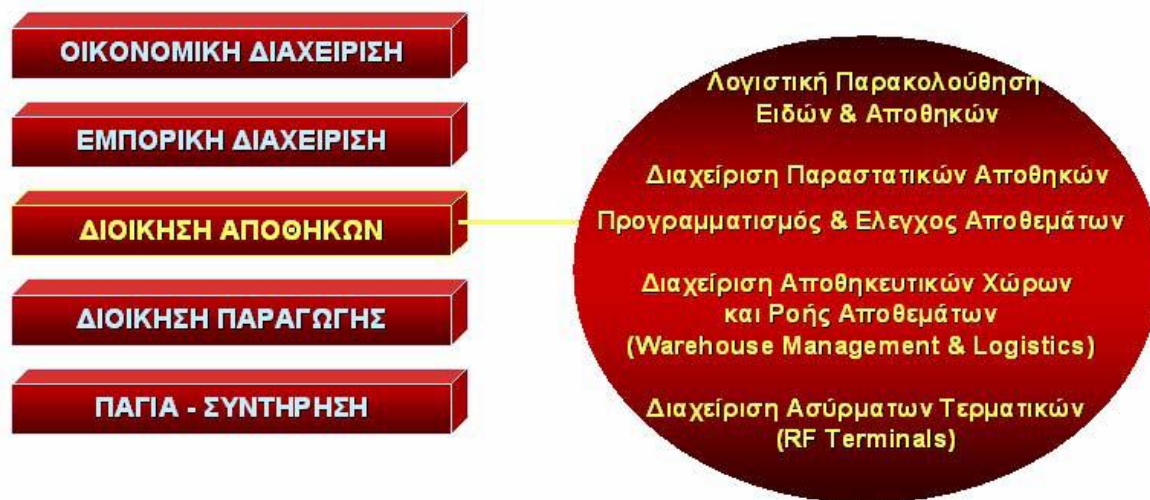 ΟΙΚΟΝΟΜΙΚΗ ΔΙΑΧΕΙΡΙΣΗ
ΕΜΠΟΡΙΚΗ ΔΙΑΧΕΙΡΙΣΗ
ΔΙΟΙΚΗΣΗ ΑΠΟΘΗΚΩΝ
ΔΙΟΙΚΗΣΗ ΠΑΡΑΓΩΓΗΣ
ΠΑΓΙΑ - ΣΥΝΤΗΡΗΣΗ
Λογιστική Παρακολούθηση
Ειδών & Αποθηκών
Διαχείριση Παραστατικών Αποθηκών
Προγραμματισμός & Ελεγχος Αποθεμάτων
Διαχείριση Αποθηκευτικών Χώρων
και Ροής Αποθεμάτων
(Warehouse Management & Logistics)
Διαχείριση Ασύρματων Τερματικών
(RF Terminals)